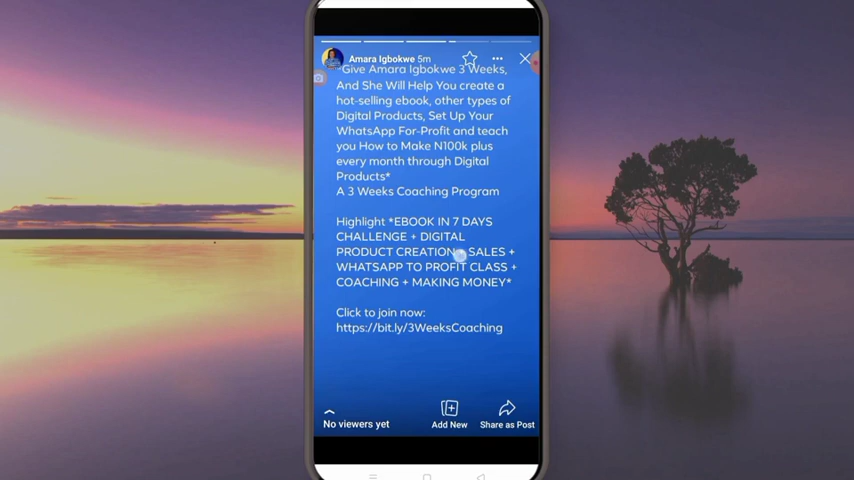 Amara Igbokwe 5m
*Give Amara Igbokwe 3 Weeks,
And She Will Help You create a
hot-selling ebook, other types of
Digital Products, Set Up Your
WhatsApp For-Profit and teach
you How to Make N100k plus
every month through Digital
Products*
A 3 Weeks Coaching Program
Highlight *EBOOK IN 7 DAYS
CHALLENGE + DIGITAL
PRODUCT CREATION+ SALES +
WHATSAPP TO PROFIT CLASS +
COACHING + MAKING MONEY*
Click to join now:
https://bit.ly/3WeeksCoaching
No viewers yet
Add New
Share as Post